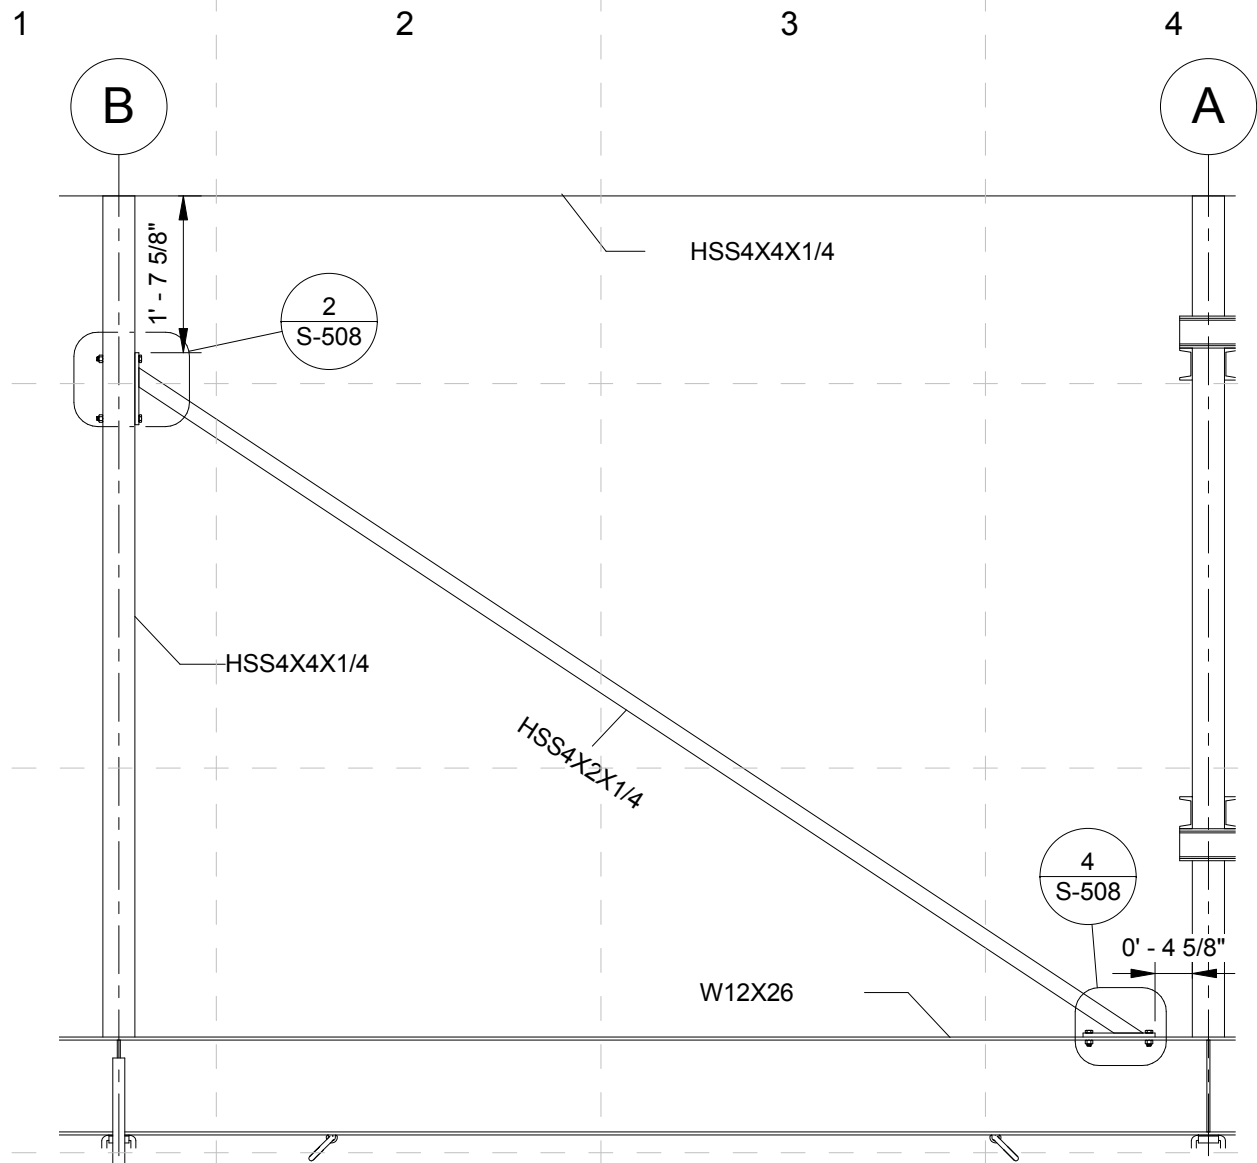 1
2
3
4
B
A
1' - 7 5/8"
HSS4X4X1/4
2
S-508
HSS4X4X1/4
HSS4X2X1/4
4
S-508
0' - 4 5/8"
W12X26